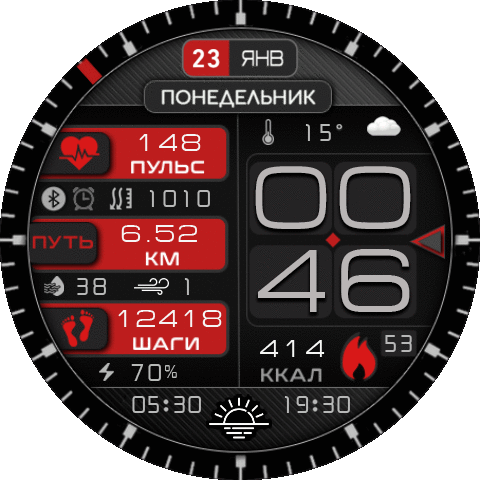 23 ЯНВ
ПОНЕДЕЛЬНИК
15°
148
ПУЛЬС
1010
ПУТЬ
6.52
КМ
38
1
12418
ШАГИ
70%
00
46
414
ККАЛ
53
05:30
19:30